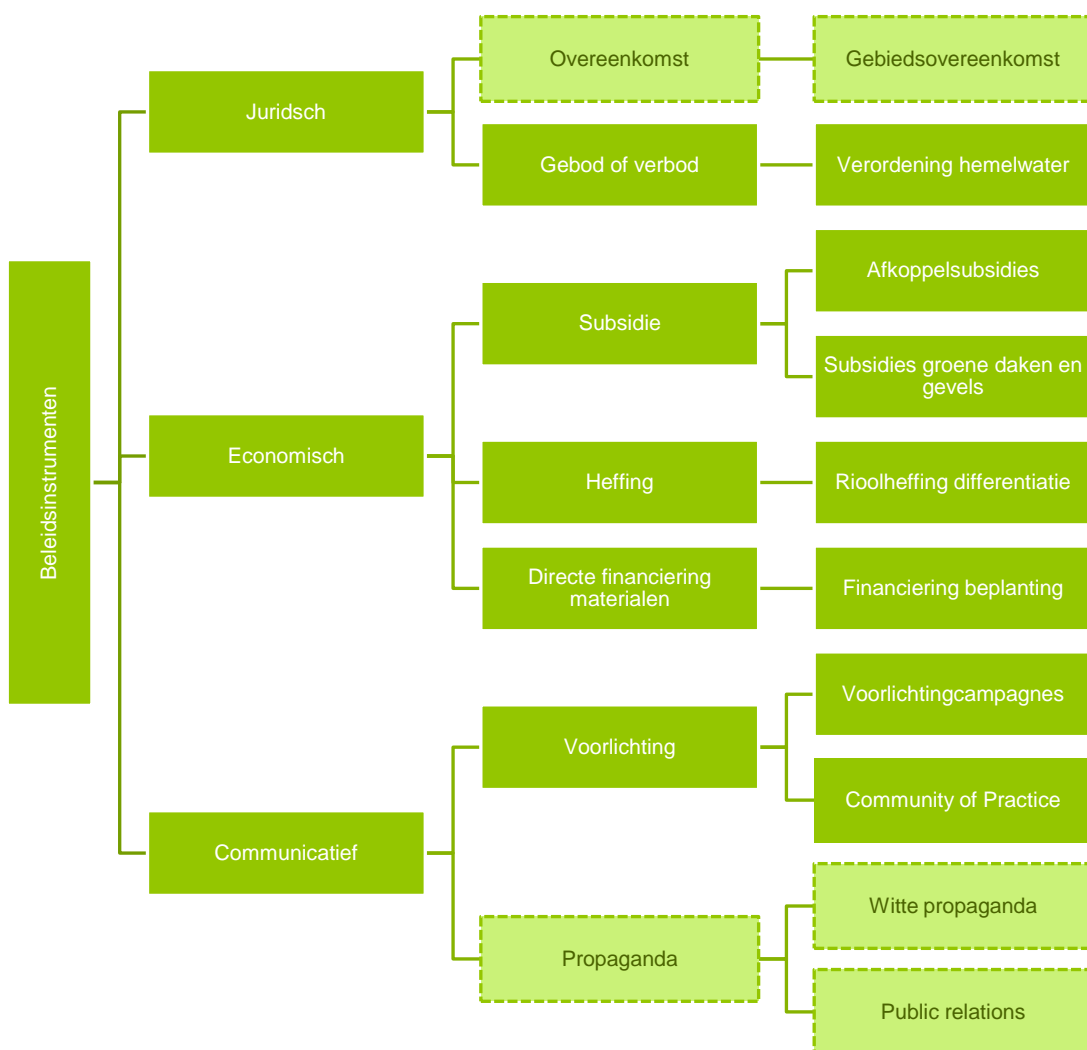 Overeenkomst
Gebiedsovereenkomst
Juridsch
Gebod of verbod
Verordening hemelwater
Afkoppelsubsidies
Subsidie
Subsidies groene daken en
gevels
Beleidsinstrumenten
Economisch
Heffing
Rioolheffing differentiatie
Directe financiering
materialen
Financiering beplanting
Voorlichtingcampagnes
Voorlichting
Community of Practice
Communicatief
Witte propaganda
Propaganda
Public relations